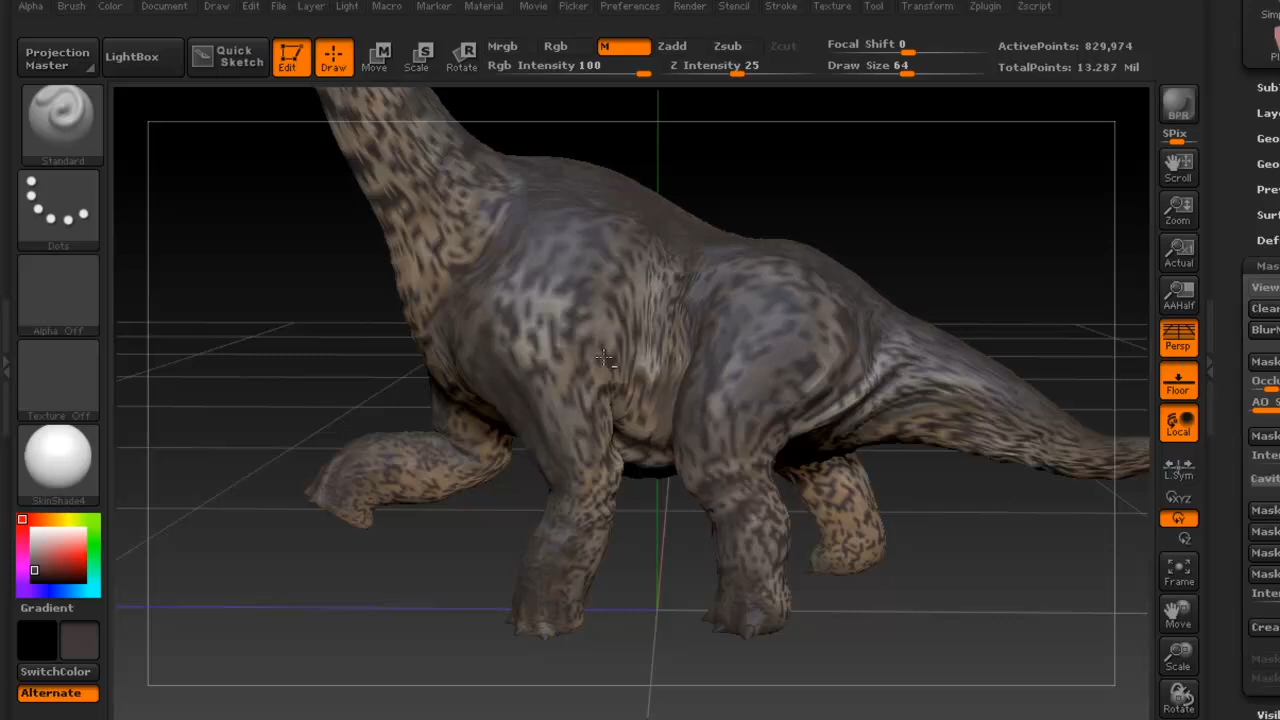 Alpha Brush Color Document Draw Edit File Layer Light Macro Marker Material Movie Picker Preferences Render Stencil Stroke Texture Tool Transform Zplugin Zscript
Projection Master
LightBox
Quick Sketch
Edit
Draw
Move
Scale
Rotate
Mrgb Rgb M Zadd Zsub Zcut
Rgb Intensity 100 Z Intensity 25
Focal Shift 0
Draw Size 64
ActivePoints: 829,974
TotalPoints: 13.287 Mil
Standard
Dots
Alpha Off
Texture Off
SkinShade4
Gradient
SwitchColor
Alternate
BPR
SPix
Scroll
Zoom
Actual
AAHalf
Persp
Floor
Local
L.Sym
XYZ
Y
Z
Frame
Move
Scale
Rotate